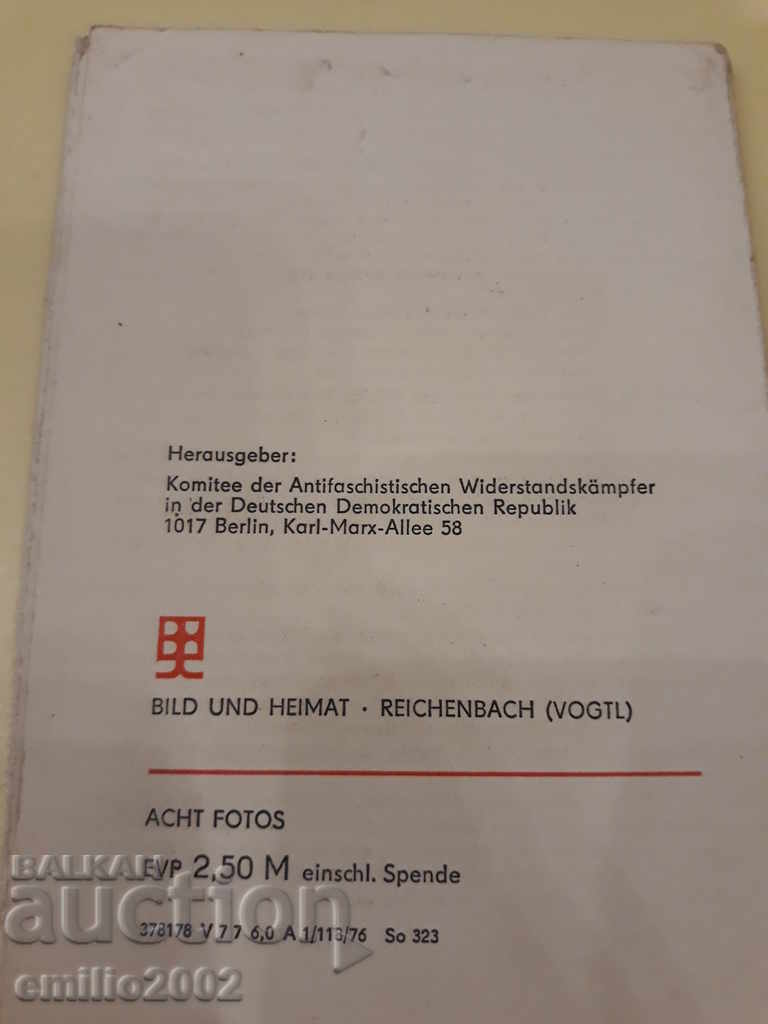 Herausgeber:
Komitee der Antifaschistischen Widerstandskämpfer
in der Deutschen Demokratischen Republik
1017 Berlin, Karl-Marx-Allee 58
BILD UND HEIMAT · REICHENBACH (VOGTL)
ACHT FOTOS
EVP 2,50 M einschl. Spende
378178 V 7 7 6,0 A 1/113/76 So 323
BALKAN
auction
emilio2002